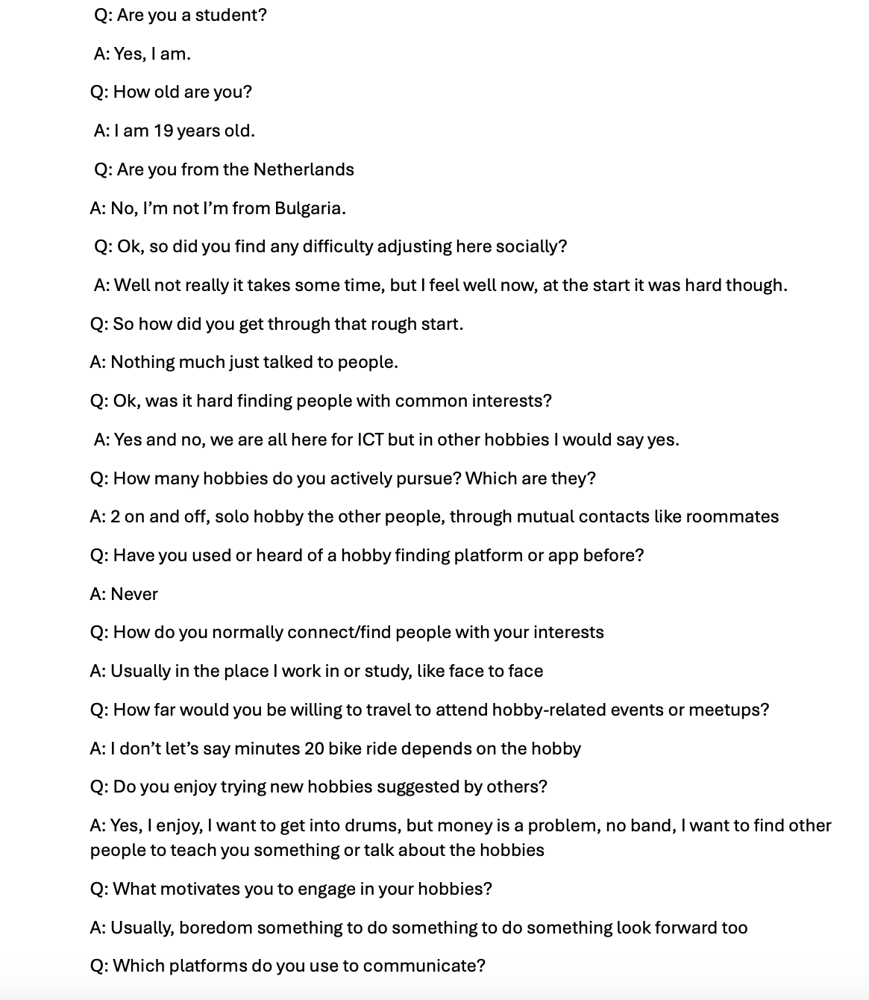 Q: Are you a student?
A: Yes, I am.
Q: How old are you?
A: I am 19 years old.
Q: Are you from the Netherlands
A: No, I’m not I’m from Bulgaria.
Q: Ok, so did you find any difficulty adjusting here socially?
A: Well not really it takes some time, but I feel well now, at the start it was hard though.
Q: So how did you get through that rough start.
A: Nothing much just talked to people.
Q: Ok, was it hard finding people with common interests?
A: Yes and no, we are all here for ICT but in other hobbies I would say yes.
Q: How many hobbies do you actively pursue? Which are they?
A: 2 on and off, solo hobby the other people, through mutual contacts like roommates
Q: Have you used or heard of a hobby finding platform or app before?
A: Never
Q: How do you normally connect/find people with your interests
A: Usually in the place I work in or study, like face to face
Q: How far would you be willing to travel to attend hobby-related events or meetups?
A: I don’t let’s say minutes 20 bike ride depends on the hobby
Q: Do you enjoy trying new hobbies suggested by others?
A: Yes, I enjoy, I want to get into drums, but money is a problem, no band, I want to find other
people to teach you something or talk about the hobbies
Q: What motivates you to engage in your hobbies?
A: Usually, boredom something to do something to do something look forward too
Q: Which platforms do you use to communicate?